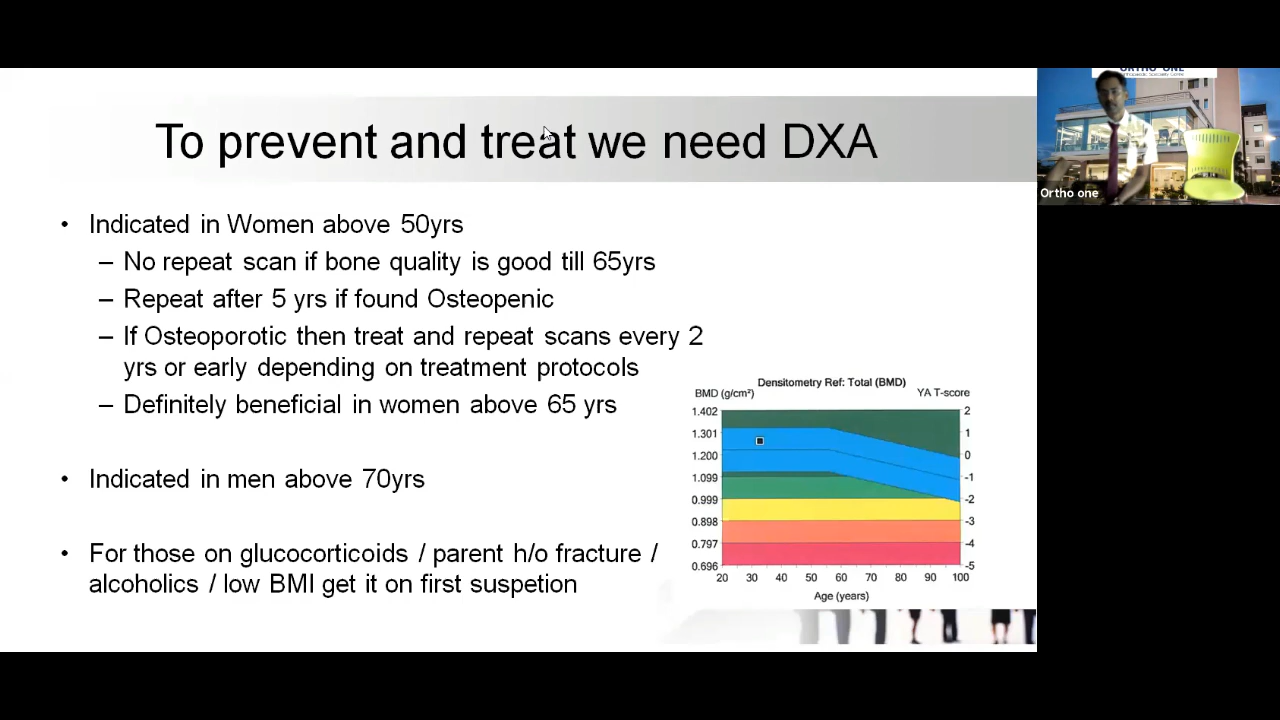 To prevent and treat we need DXA
• Indicated in Women above 50yrs
– No repeat scan if bone quality is good till 65yrs
– Repeat after 5 yrs if found Osteopenic
– If Osteoporotic then treat and repeat scans every 2
yrs or early depending on treatment protocols
– Definitely beneficial in women above 65 yrs
• Indicated in men above 70yrs
• For those on glucocorticoids / parent h/o fracture /
alcoholics / low BMI get it on first suspetion
Densitometry Ref: Total (BMD)
BMD (g/cm²) YA T-score
1.402 2
1.301 1
1.200 0
1.099 -1
0.999 -2
0.898 -3
0.797 -4
0.696 -5
20 30 40 50 60 70 80 90 100
Age (years)
ORTHO ONE
Orthopaedic Speciality Centre
Ortho one